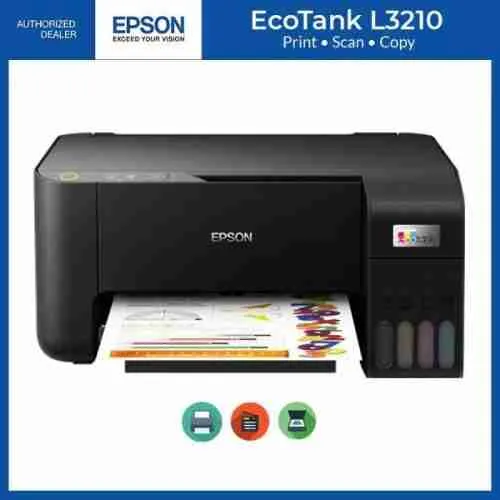 AUTHORIZED
DEALER
EPSON
EXCEED YOUR VISION
EcoTank L3210
Print • Scan • Copy
EPSON